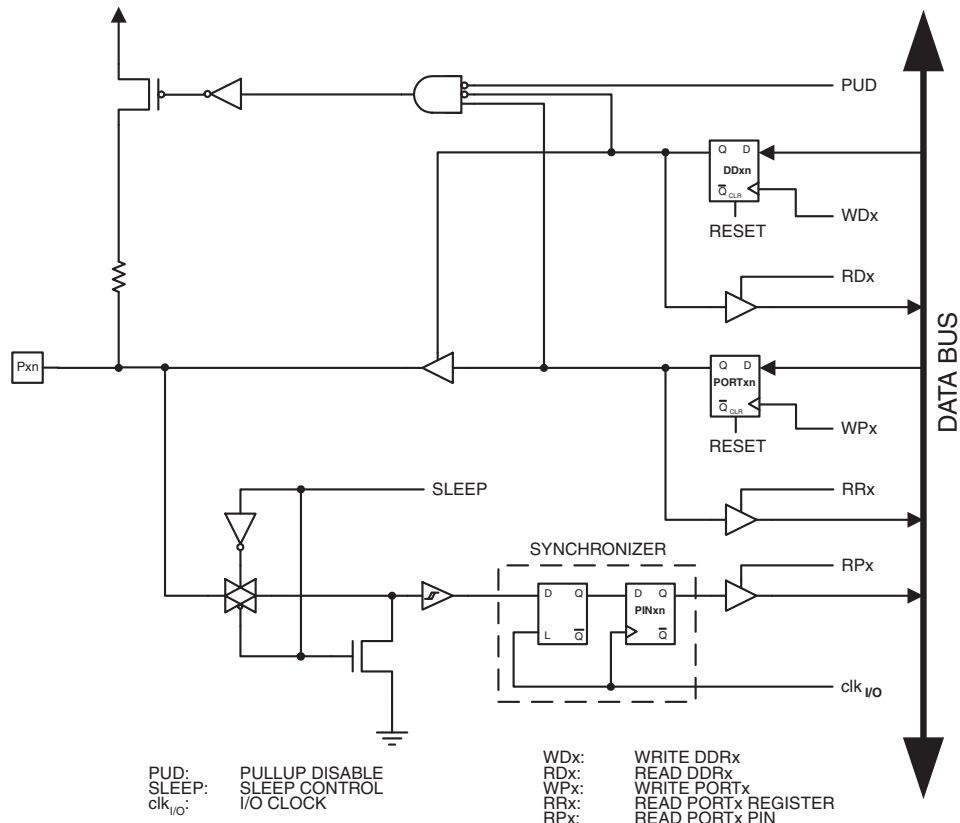 PUD
Q D
DDxn
Q CLR
WDx
RESET
RDx
Pxn
Q D
PORTxn
Q CLR
WPx
RESET
DATA BUS
SLEEP
RRx
SYNCHRONIZER
RPx
D Q
L Q
D Q
PINxn
Q
clk I/O
PUD: PULLUP DISABLE
SLEEP: SLEEP CONTROL
clkI/O: I/O CLOCK
WDx: WRITE DDRx
RDx: READ DDRx
WPx: WRITE PORTx
RRx: READ PORTx REGISTER
RPx: READ PORTx PIN